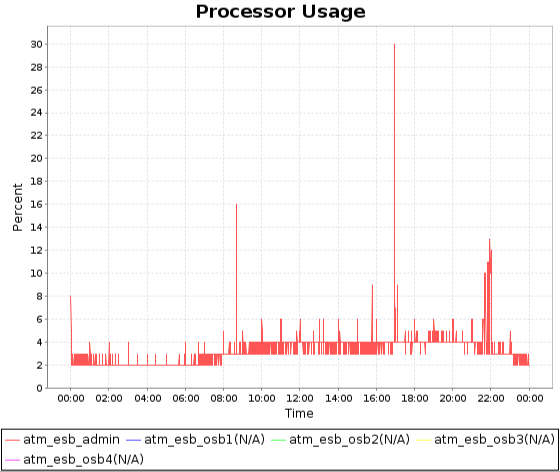 Processor Usage
30
28
26
24
22
20
18
16
14
12
10
8
6
4
2
0
Percent
00:00 02:00 04:00 06:00 08:00 10:00 12:00 14:00 16:00 18:00 20:00 22:00 00:00
Time
atm_esb_admin atm_esb_osb1(N/A) atm_esb_osb2(N/A) atm_esb_osb3(N/A)
atm_esb_osb4(N/A)